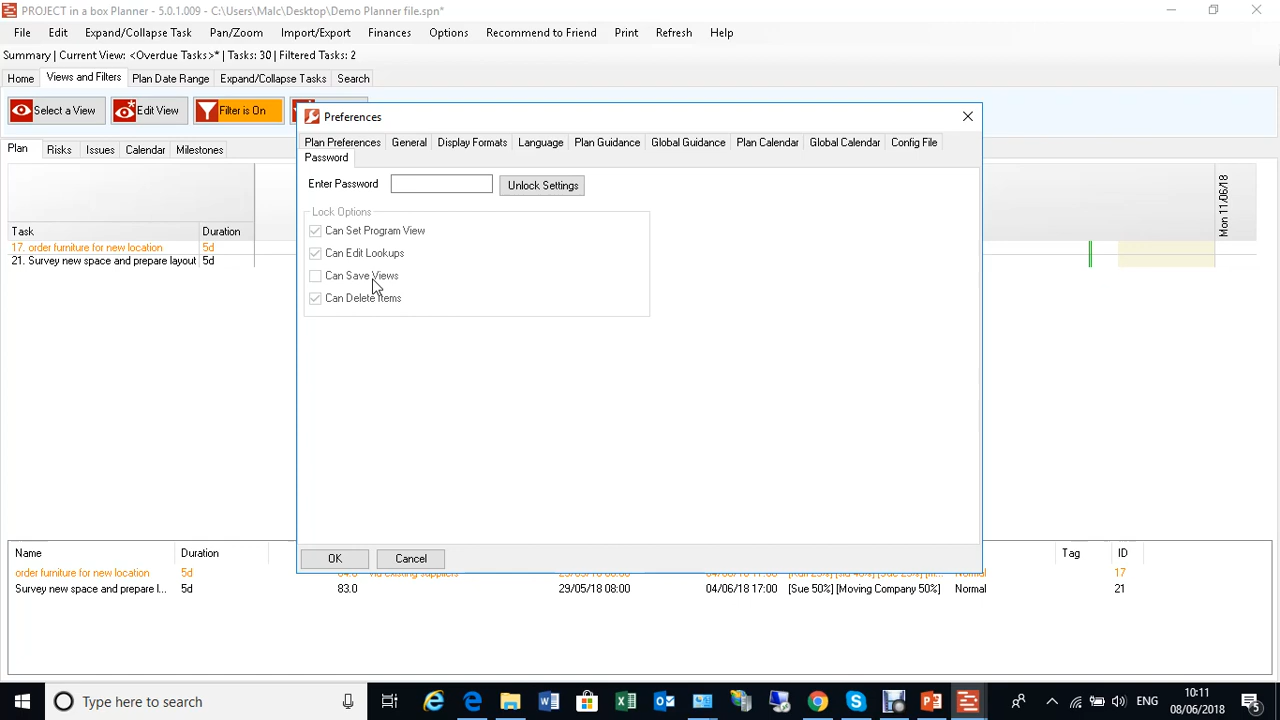 PROJECT in a box Planner - 5.0.1.009 - C:\Users\Malc\Desktop\Demo Planner file.spn*
File Edit Expand/Collapse Task Pan/Zoom Import/Export Finances Options Recommend to Friend Print Refresh Help
Summary | Current View: <Overdue Tasks>* | Tasks: 30 | Filtered Tasks: 2
Home Views and Filters Plan Date Range Expand/Collapse Tasks Search
Select a View Edit View Filter is On
Plan Risks Issues Calendar Milestones
Preferences
Plan Preferences General Display Formats Language Plan Guidance Global Guidance Plan Calendar Global Calendar Config File
Password
Enter Password Unlock Settings
Lock Options
Can Set Program View
Can Edit Lookups
Can Save Views
Can Delete Items
OK Cancel
Mon 11/06/18
Task Duration
17. order furniture for new location 5d
21. Survey new space and prepare layout 5d
Name Duration Tag ID
order furniture for new location 5d Normal 17
Survey new space and prepare l... 5d 83.0 29/05/18 08:00 04/06/18 17:00 [Sue 50%] [Moving Company 50%] Normal 21
Type here to search
ENG
10:11
08/06/2018
5